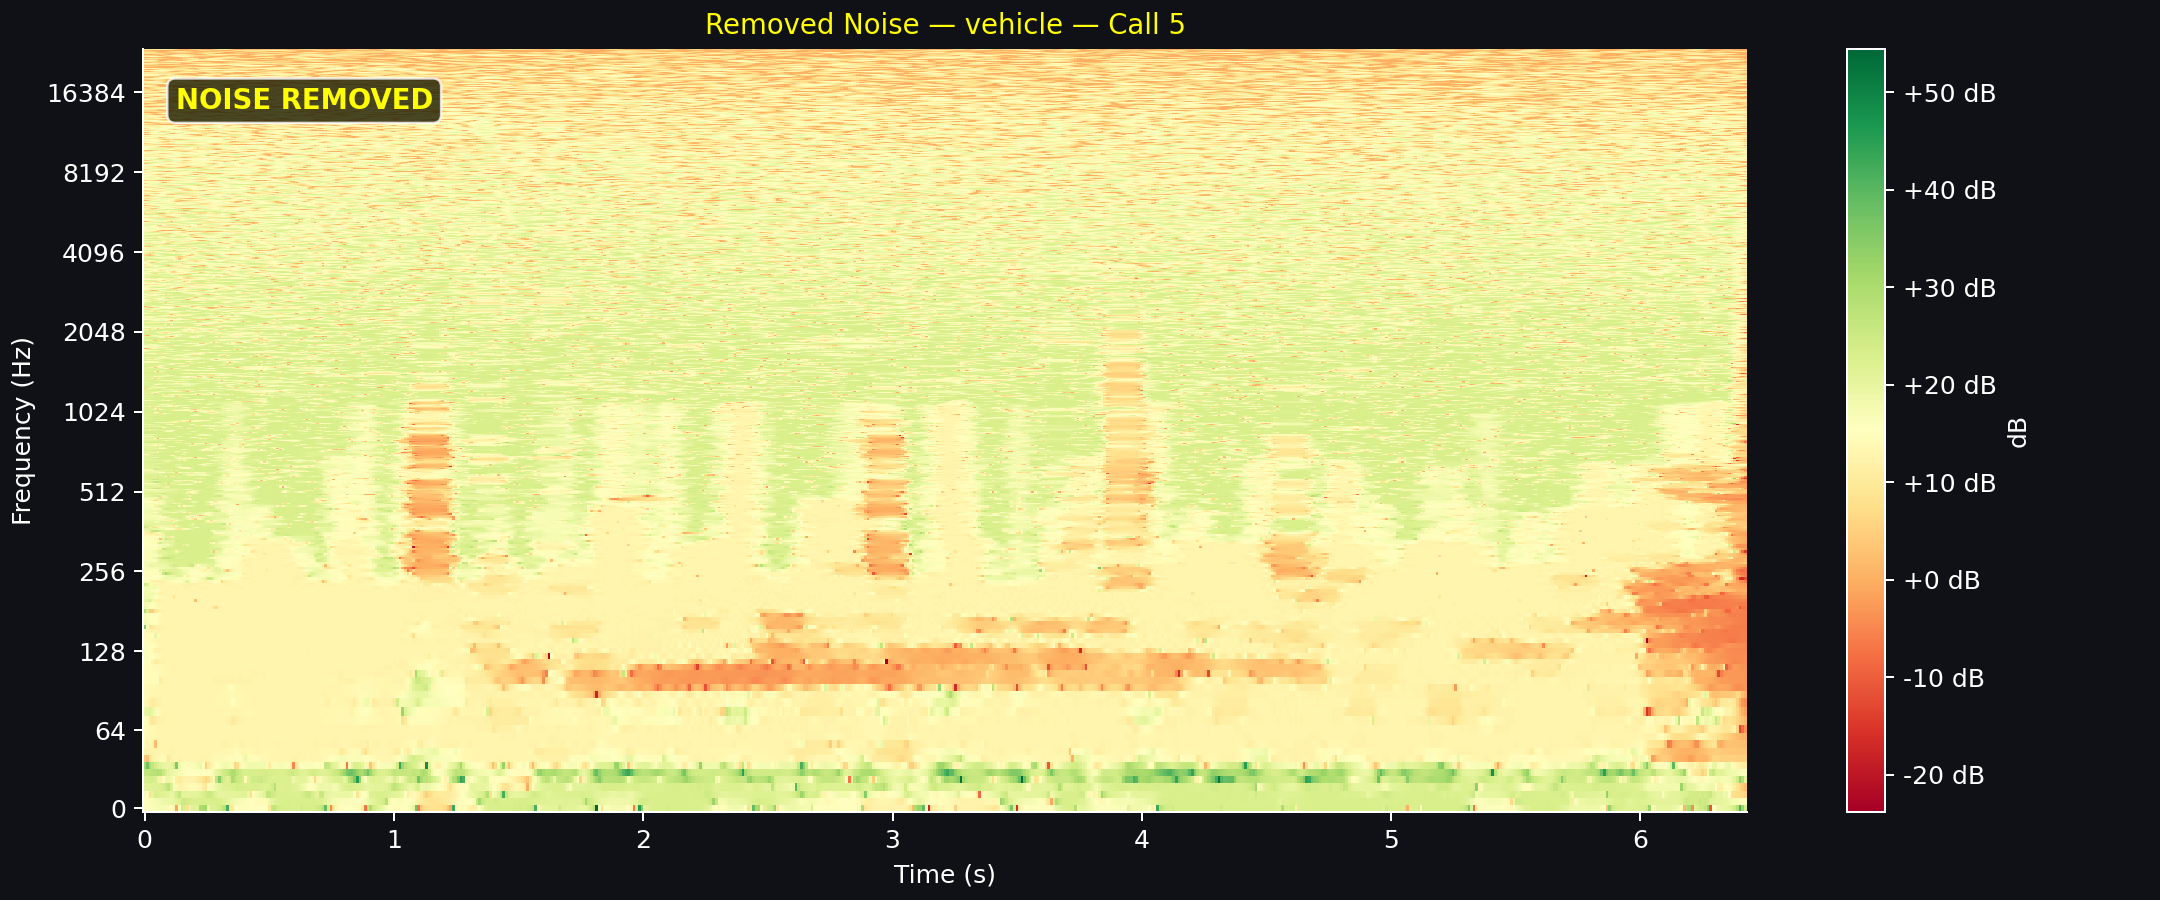 Removed Noise — vehicle — Call 5
NOISE REMOVED
Frequency (Hz)
16384
8192
4096
2048
1024
512
256
128
64
0
0 1 2 3 4 5 6
Time (s)
+50 dB
+40 dB
+30 dB
+20 dB
+10 dB
+0 dB
-10 dB
-20 dB
dB